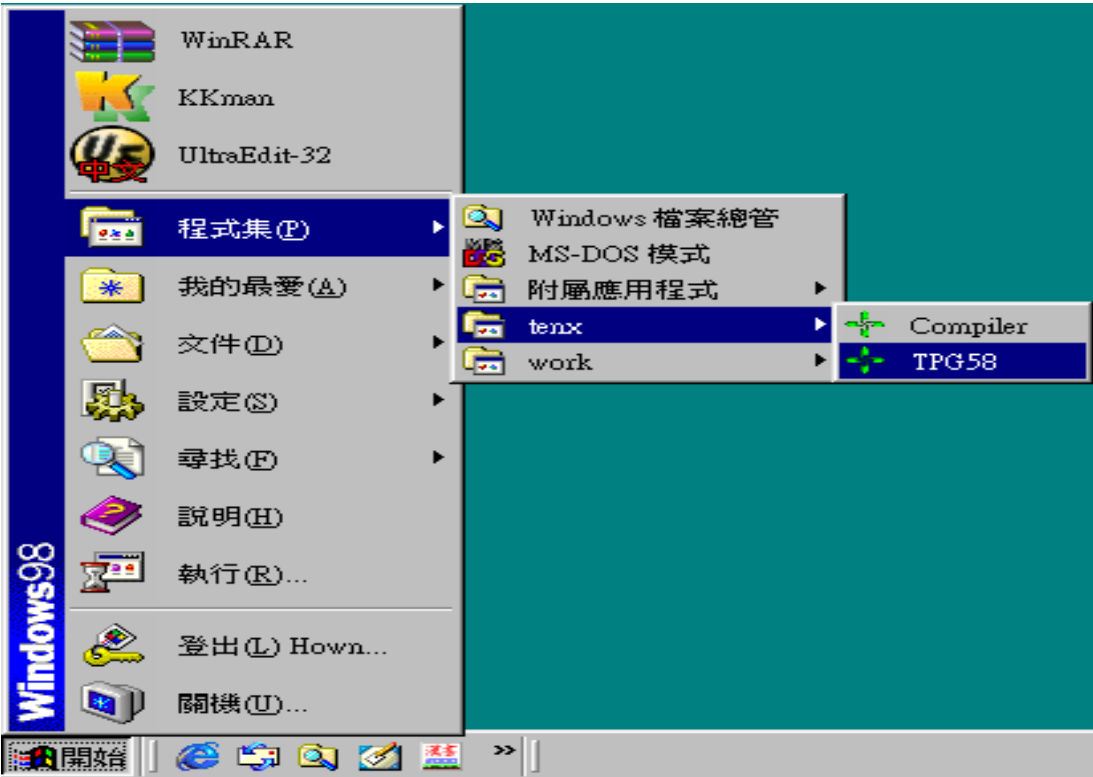 WinRAR
KKman
UltraEdit-32
程式集(P)
我的最愛(A)
文件(D)
設定(S)
尋找(F)
說明(H)
執行(R)...
登出(L) Hown...
關機(U)...
Windows98
Windows 檔案總管
MS-DOS 模式
附屬應用程式
tenx
work
Compiler
TPG58
開始
中文